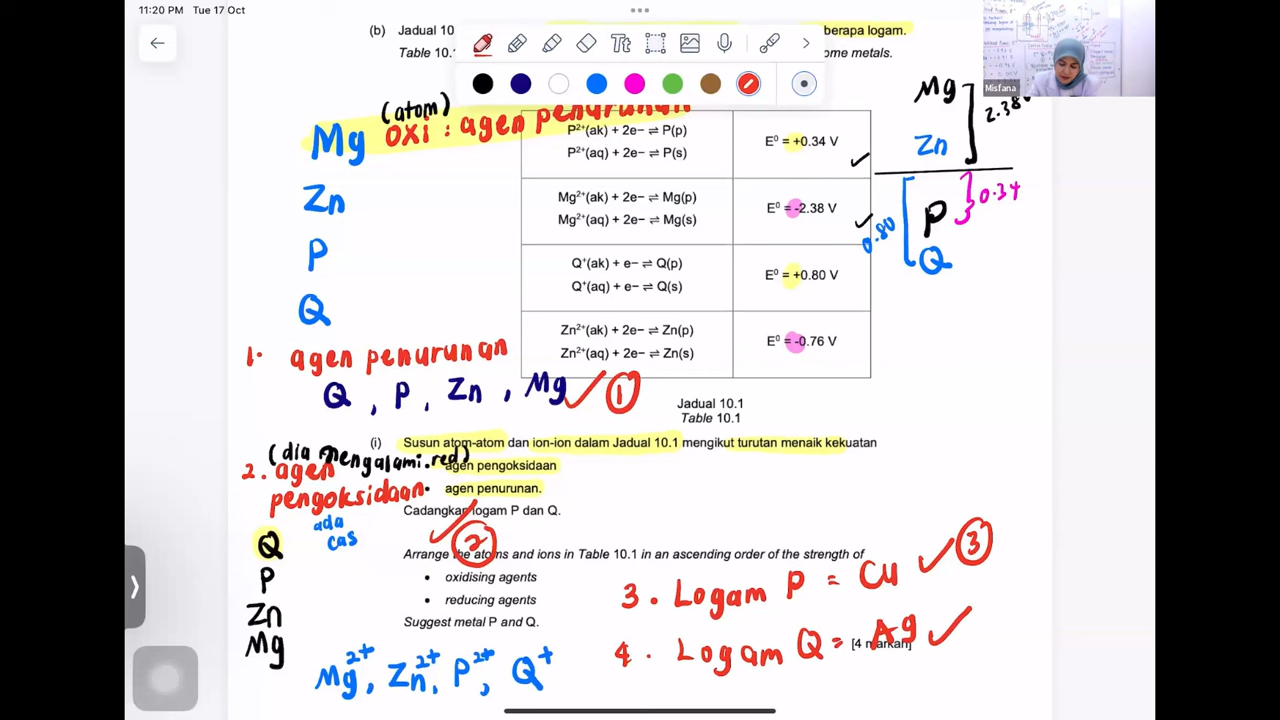 11:20 PM Tue 17 Oct
(b) Jadual 10
berapa logam.
Table 10.
ome metals.
Tt
Misfana
(atom)
Mg oxi : agen penurunan
Zn
P
Q
P²⁺(ak) + 2e− ⇌ P(p)
P²⁺(aq) + 2e− ⇌ P(s)
E⁰ = +0.34 V
Mg²⁺(ak) + 2e− ⇌ Mg(p)
Mg²⁺(aq) + 2e− ⇌ Mg(s)
E⁰ = -2.38 V
Q⁺(ak) + e− ⇌ Q(p)
Q⁺(aq) + e− ⇌ Q(s)
E⁰ = +0.80 V
Zn²⁺(ak) + 2e− ⇌ Zn(p)
Zn²⁺(aq) + 2e− ⇌ Zn(s)
E⁰ = -0.76 V
Mg
Zn
2.38
P
Q
0.34
0.80
1. agen penurunan
Q , P , Zn , Mg ✓ ①
Jadual 10.1
Table 10.1
(i) Susun atom-atom dan ion-ion dalam Jadual 10.1 mengikut turutan menaik kekuatan
• agen pengoksidaan
• agen penurunan.
Cadangkan logam P dan Q.
(dia mengalami red)
2. agen
pengoksidaan
ada
cas
Q
P
Zn
Mg
✓ ②
Arrange the atoms and ions in Table 10.1 in an ascending order of the strength of
• oxidising agents
• reducing agents
Suggest metal P and Q.
[4 markah]
3. Logam P = Cu ✓ ③
4. Logam Q = Ag ✓
Mg²⁺, Zn²⁺, P²⁺, Q⁺